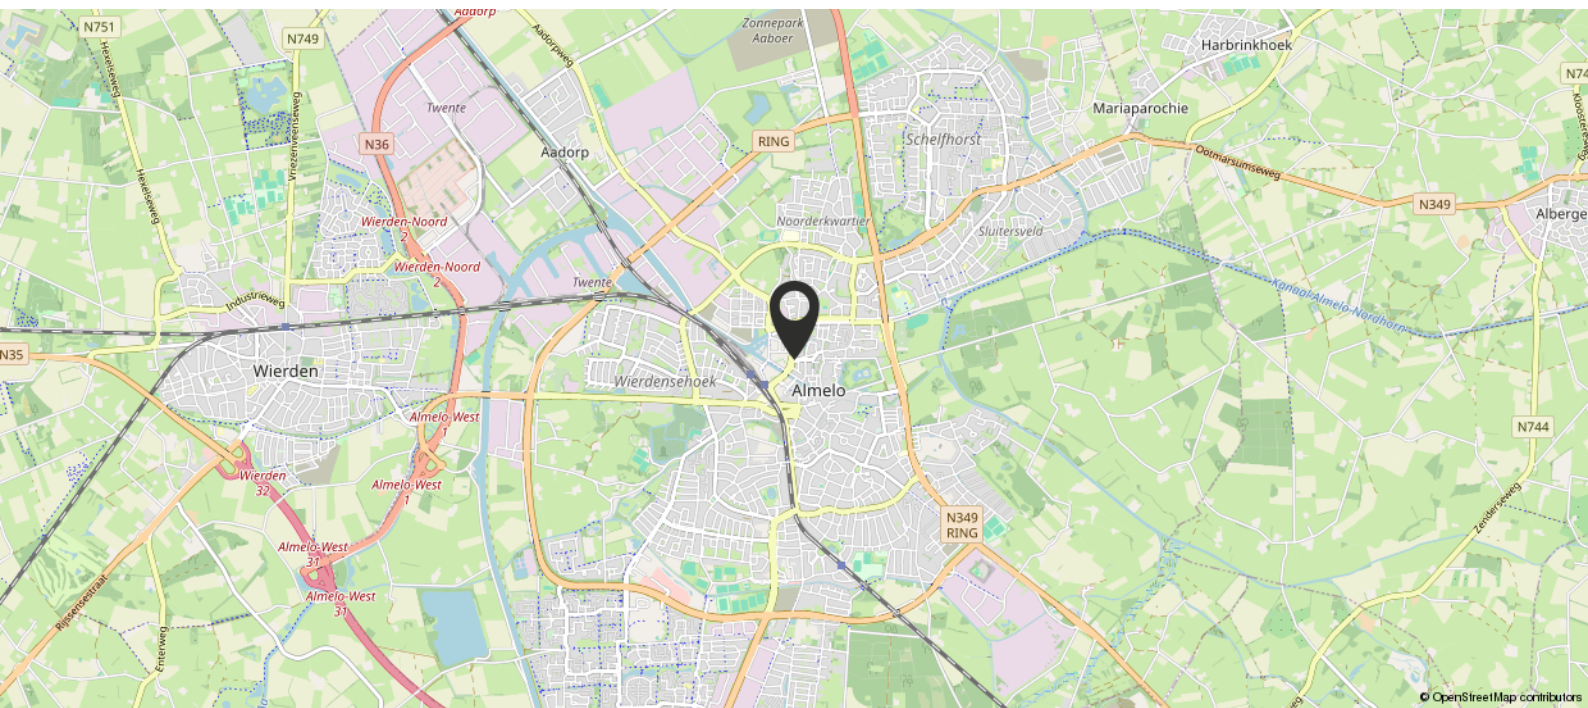 Aadorp
N751
N749
Zonnepark
Aaboer
Aadorpweg
Harbrinkhoek
Hexelseweg
Vriezenveenseweg
Twente
Mariaparochie
Kloosterweg
N36
Aadorp
RING
Schelfhorst
Ootmarsumseweg
Hexelseweg
N349
Alberge
Wierden-Noord
2
Noorderkwartier
Sluitersveld
Wierden-Noord
2
Twente
Industrieweg
Kanaal Almelo-Nordhorn
N35
Wierden
Wierdensehoek
Almelo
Almelo-West
1
N744
Wierden
32
Almelo-West
1
Zenderseweg
N349
RING
Almelo-West
31
Almelo-West
31
Rijssensestraat
Enterweg
© OpenStreetMap contributors